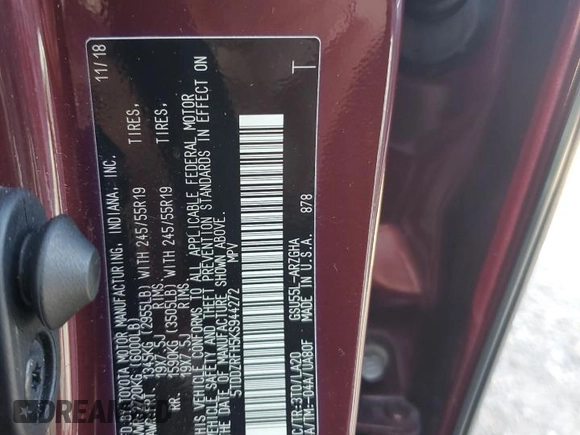 11/18
TOYOTA MOTOR MANUFACTURING, INDIANA, INC.
2720KG (6000LB)
1345KG (2955LB) WITH 245/55R19 TIRES,
19X7.5J RIMS
RR. 1590KG (3505LB) WITH 245/55R19 TIRES,
19X7.5J RIMS
THIS VEHICLE CONFORMS TO ALL APPLICABLE FEDERAL MOTOR
VEHICLE SAFETY AND THEFT PREVENTION STANDARDS IN EFFECT ON
THE DATE OF MANUFACTURE SHOWN ABOVE.
5TDDZRFH5KS944272 MPV
T
C/TR:3T0/LA20 GSU55L-ARZGHA
A/TM:-04A/UA80F MADE IN U.S.A. 878
AUTOBIDCAR